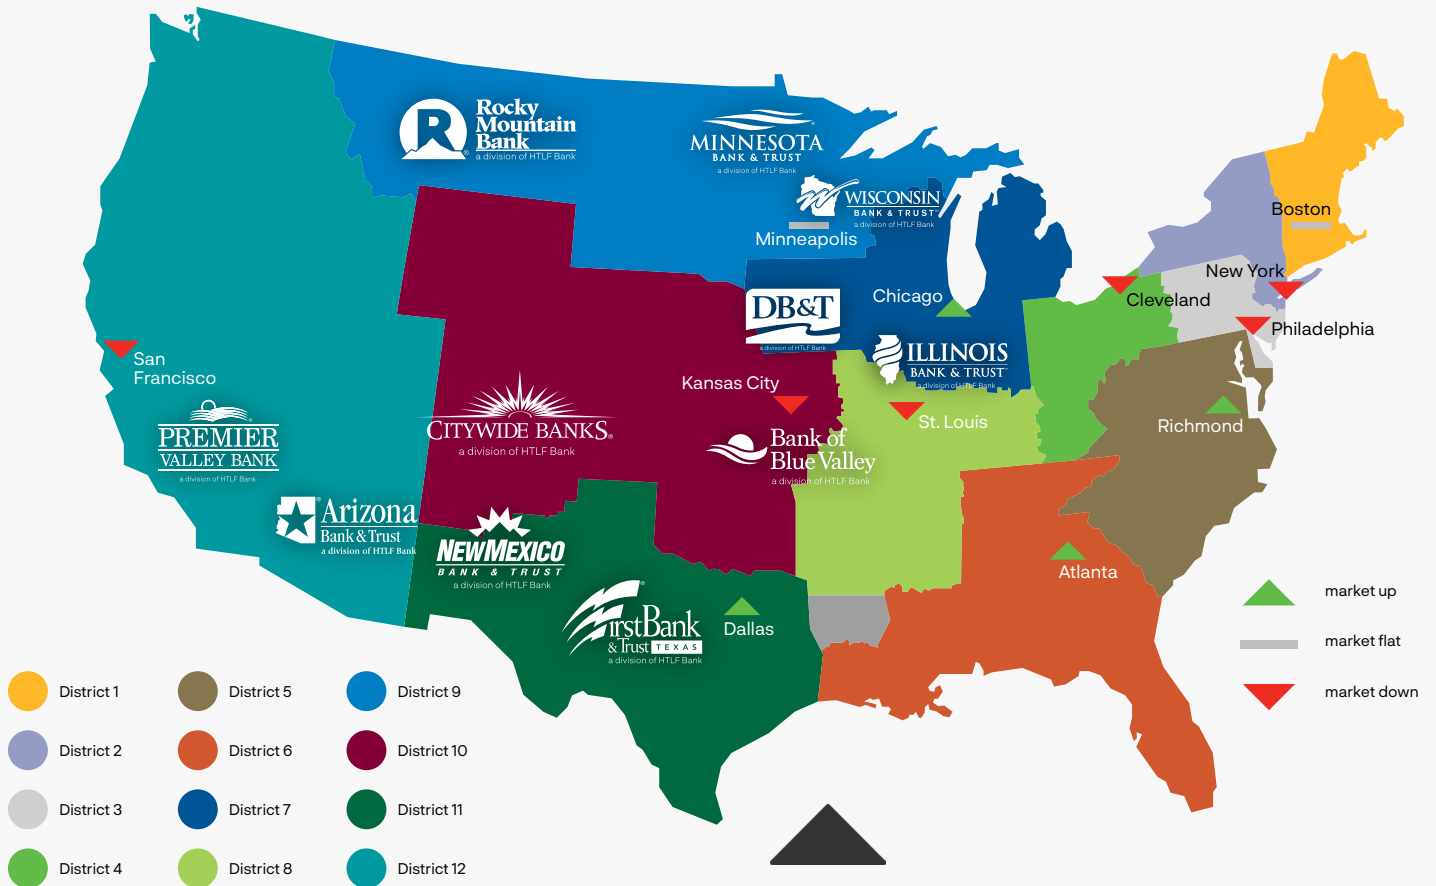 Rocky
Mountain
Bank
a division of HTLF Bank
MINNESOTA
BANK & TRUST
a division of HTLF Bank
WISCONSIN
BANK & TRUST
a division of HTLF Bank
Minneapolis
Boston
New York
Cleveland
Philadelphia
Chicago
DB&T
a division of HTLF Bank
ILLINOIS
BANK & TRUST
a division of HTLF Bank
San
Francisco
Kansas City
St. Louis
Richmond
PREMIER
VALLEY BANK
a division of HTLF Bank
CITYWIDE BANKS®
a division of HTLF Bank
Bank of
Blue Valley
a division of HTLF Bank
Arizona
Bank & Trust
a division of HTLF Bank
NEW MEXICO
BANK & TRUST
a division of HTLF Bank
FirstBank
& Trust TEXAS
a division of HTLF Bank
Dallas
Atlanta
market up
market flat
market down
District 1
District 5
District 9
District 2
District 6
District 10
District 3
District 7
District 11
District 4
District 8
District 12